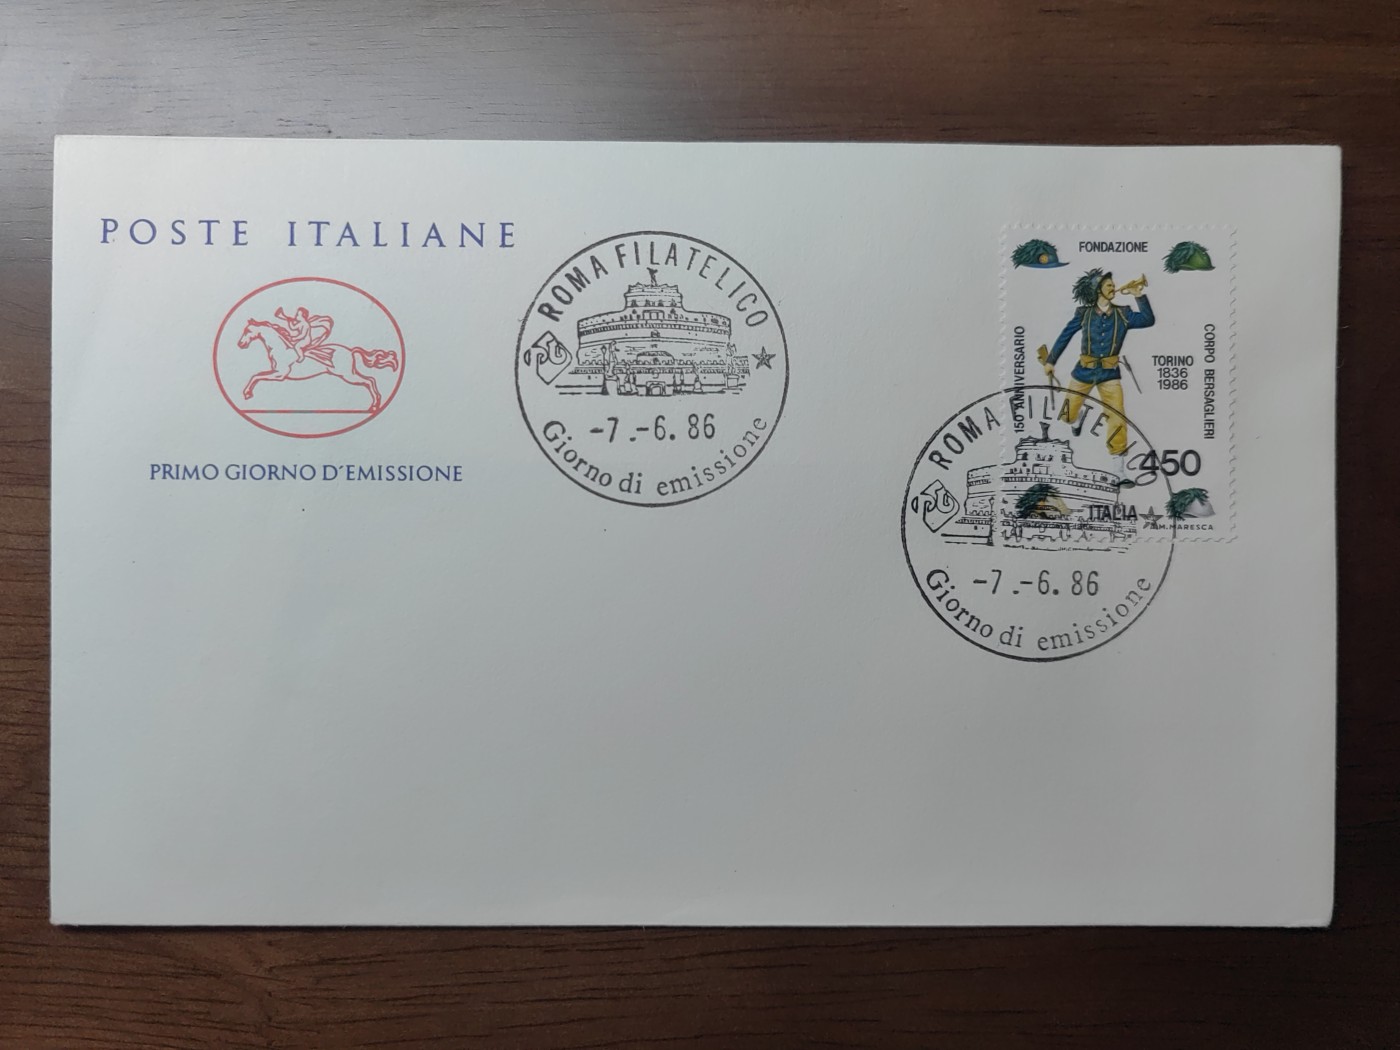 POSTE ITALIANE
PRIMO GIORNO D'EMISSIONE
ROMA FILATELICO
-7.-6.86
Giorno di emissione
FONDAZIONE
150 ANNIVERSARIO
CORPO BERSAGLIERI
TORINO
1836
1986
450
ITALIA
M. MARESCA
ROMA FILATELICO
-7.-6.86
Giorno di emissione